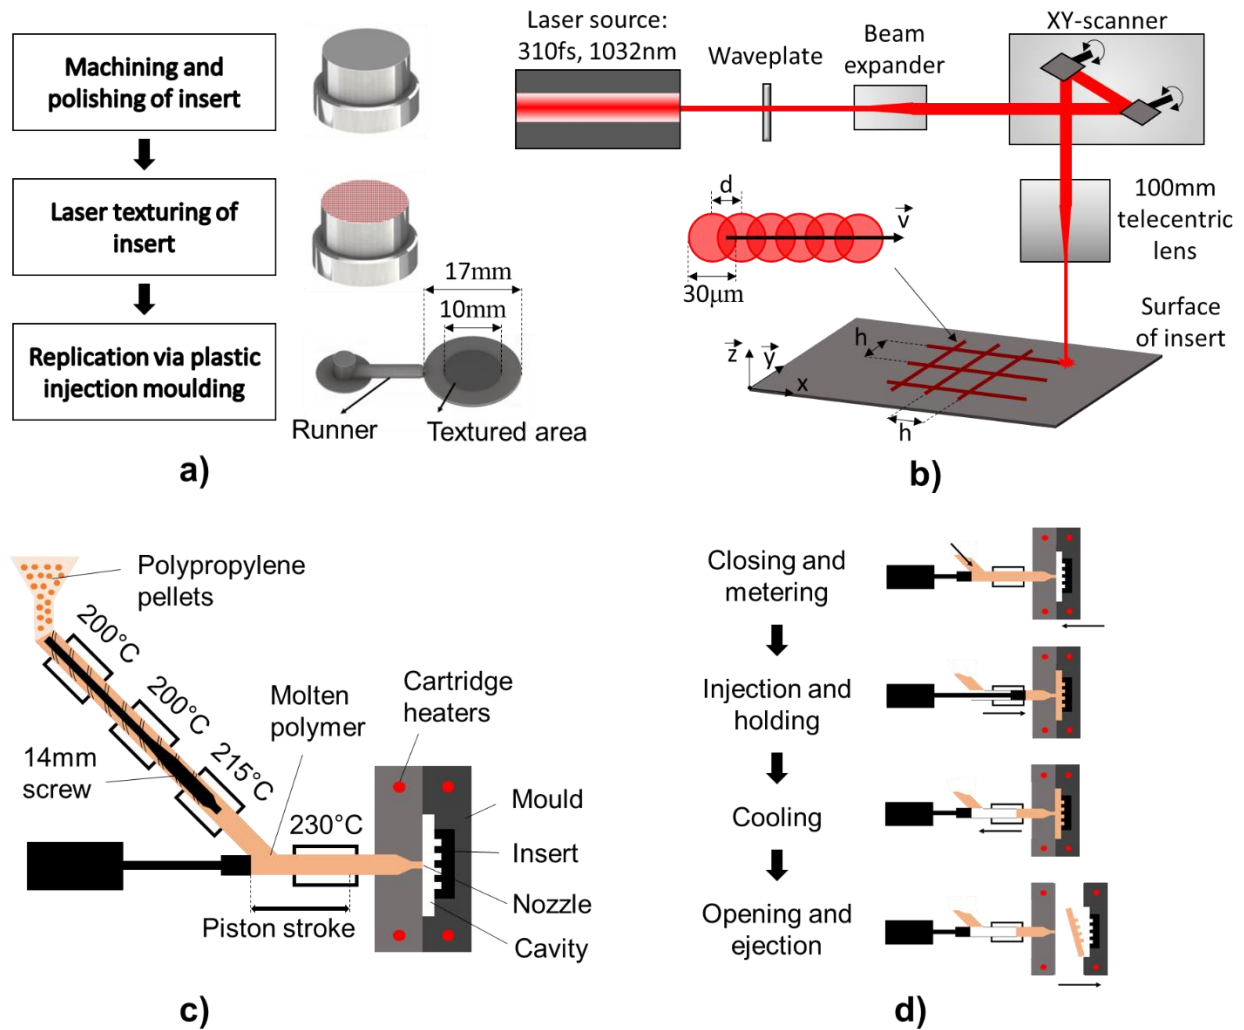 Machining and
polishing of insert
Laser texturing of
insert
Replication via plastic
injection moulding
17mm
10mm
Runner
Textured area
a)
Laser source:
310fs, 1032nm
Waveplate
Beam
expander
XY-scanner
100mm
telecentric
lens
d
v
30μm
Surface
of insert
h
z
y
x
h
b)
Polypropylene
pellets
200°C
200°C
215°C
14mm
screw
Molten
polymer
230°C
Piston stroke
Cartridge
heaters
Mould
Insert
Nozzle
Cavity
c)
Closing and
metering
Injection and
holding
Cooling
Opening and
ejection
d)